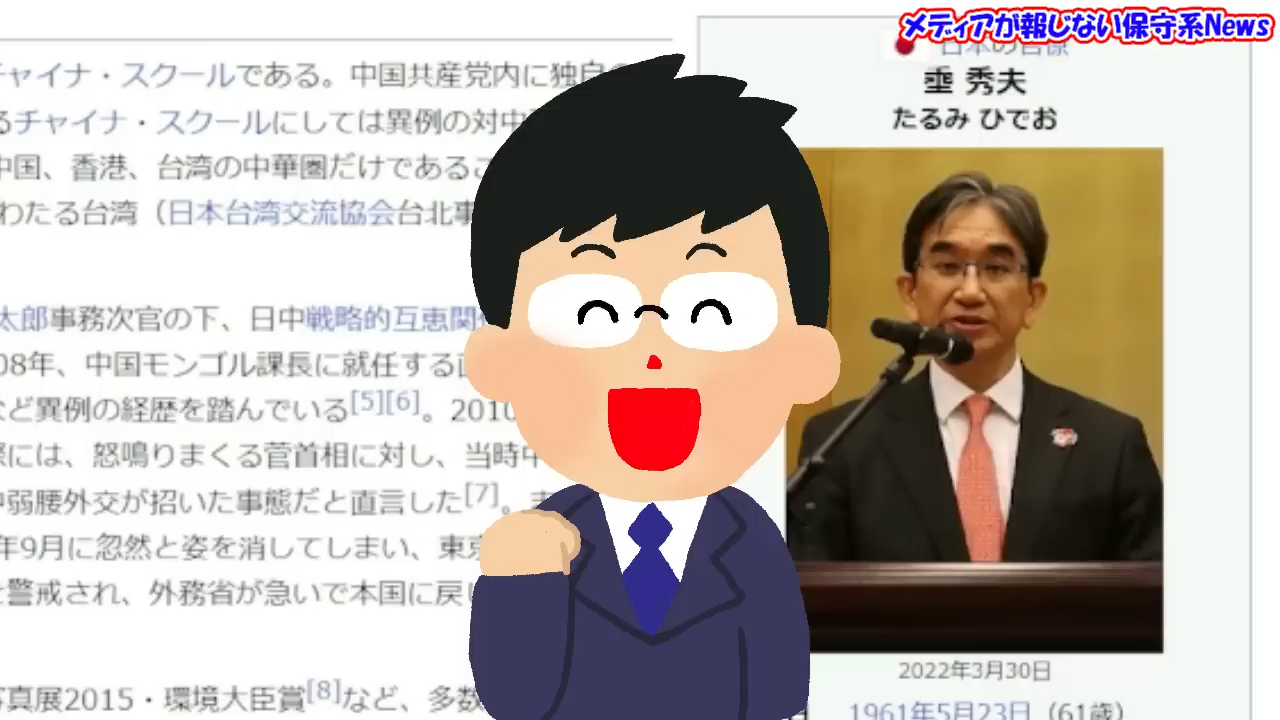 メディアが報じない保守系News
日本の官僚
垂 秀夫
たるみ ひでお
チャイナ・スクールである。中国共産党内に独自の
るチャイナ・スクールにしては異例の対中
中国、香港、台湾の中華圏だけであるこ
わたる台湾（日本台湾交流協会台北事
太郎事務次官の下、日中戦略的互恵関係
08年、中国モンゴル課長に就任する
など異例の経歴を踏んでいる[5][6]。2010
際には、怒鳴りまくる菅首相に対し、当時中
中弱腰外交が招いた事態だと直言した[7]。ま
年9月に忽然と姿を消してしまい、東京
と警戒され、外務省が急いで本国に戻し
写真展2015・環境大臣賞[8]など、多数
2022年3月30日
1961年5月23日（61歳）